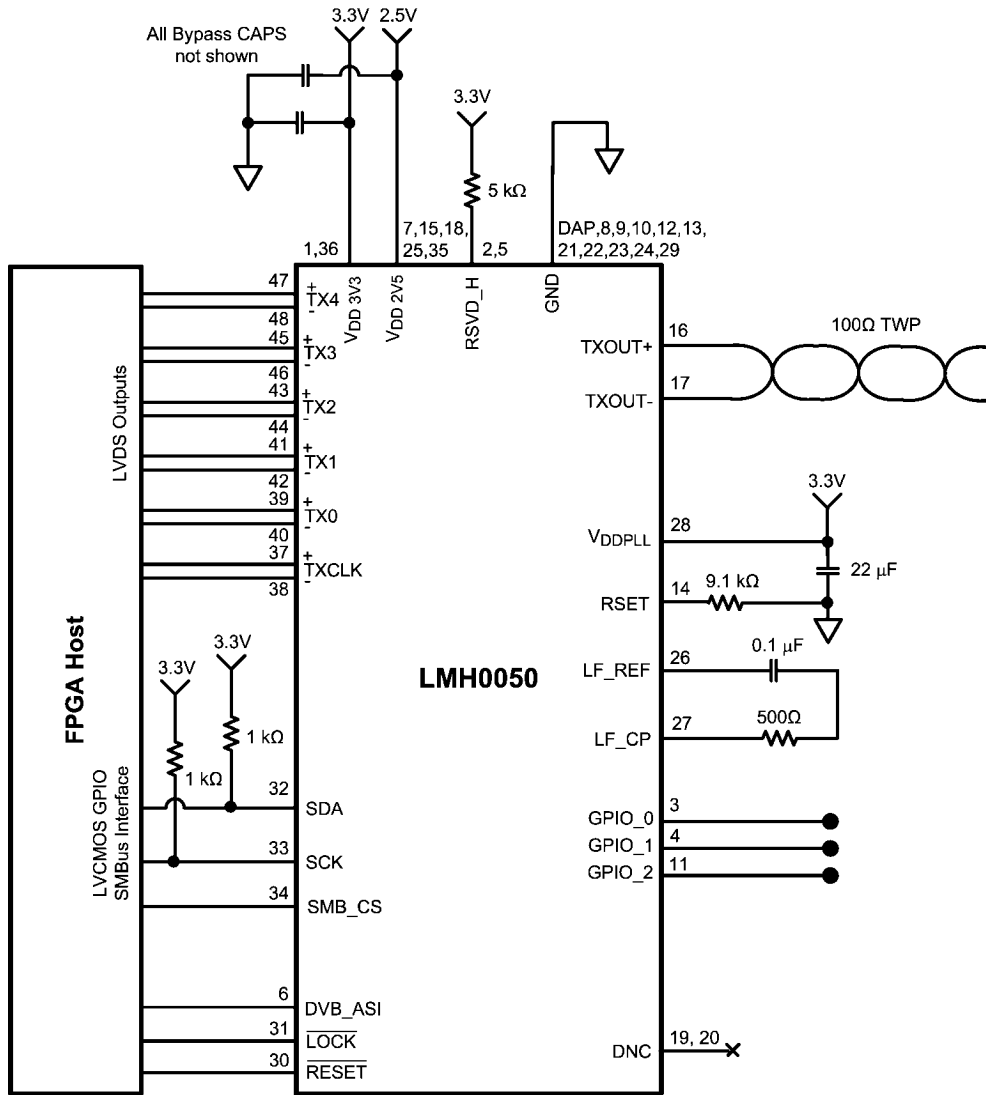 3.3V 2.5V
All Bypass CAPS
not shown
3.3V
5 kΩ
1,36
7,15,18,
25,35
2,5
DAP,8,9,10,12,13,
21,22,23,24,29
VDD 3V3
VDD 2V5
RSVD_H
GND
47
+
TX4
-
48
45
+
TX3
-
46
43
+
TX2
-
44
41
+
TX1
-
42
39
+
TX0
-
40
37
+
TXCLK
-
38
LVDS Outputs
FPGA Host
LVCMOS GPIO
SMBus Interface
3.3V
3.3V
1 kΩ
1 kΩ
32
SDA
33
SCK
34
SMB_CS
6
DVB_ASI
31
LOCK
30
RESET
LMH0050
TXOUT+
16
100Ω TWP
TXOUT-
17
3.3V
VDDPLL
28
22 µF
RSET
14
9.1 kΩ
LF_REF
26
0.1 µF
LF_CP
27
500Ω
GPIO_0
3
GPIO_1
4
GPIO_2
11
DNC
19, 20